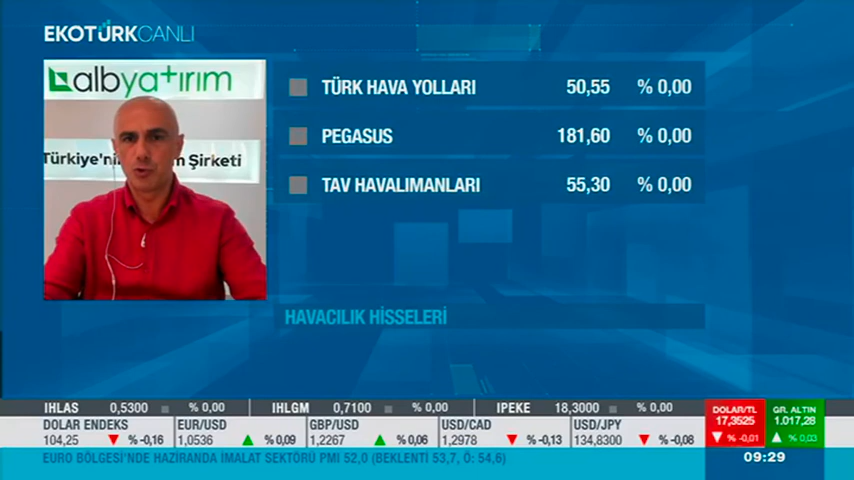 EKOTÜRK CANLI
albyatırım
Türkiye'nin Şirketi
TÜRK HAVA YOLLARI 50,55 % 0,00
PEGASUS 181,60 % 0,00
TAV HAVALIMANLARI 55,30 % 0,00
HAVACILIK HİSSELERİ
IHLAS 0,5300 % 0,00 IHLGM 0,7100 % 0,00 IPEKE 18,3000 % 0,00
DOLAR ENDEKS EUR/USD GBP/USD USD/CAD USD/JPY
104,25 % -0,16 1,0536 % 0,09 1,2267 % 0,06 1,2978 % -0,13 134,8300 % -0,08
DOLAR/TL GR. ALTIN
17,3525 1.017,28
% -0,01 % 0,03
EURO BÖLGESİ'NDE HAZİRANDA İMALAT SEKTÖRÜ PMI 52,0 (BEKLENTİ 53,7, Ö: 54,6)
09:29